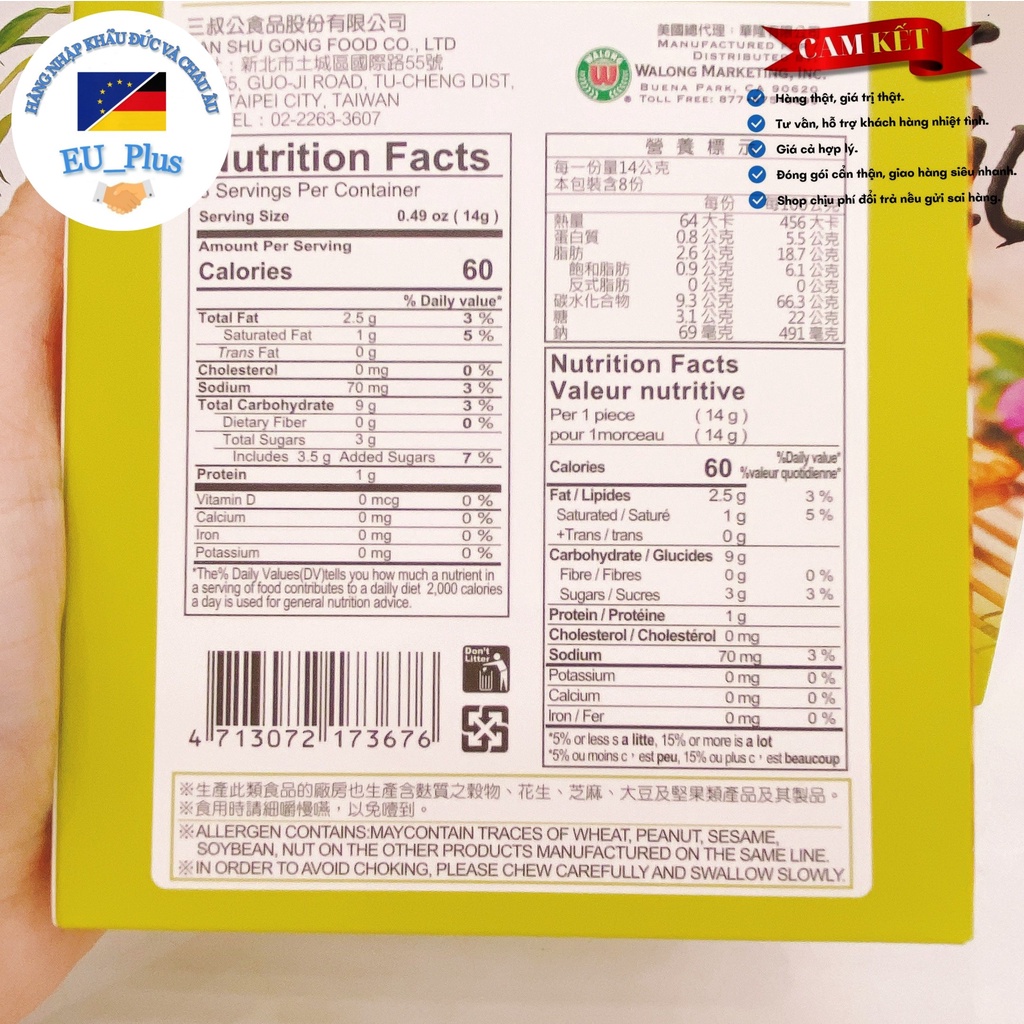 HÀNG NHẬP KHẨU ĐỨC VÀ CHÂU ÂU
EU_Plus
三叔公食品股份有限公司
AN SHU GONG FOOD CO., LTD
：新北市土城區國際路55號
55, GUO-JI ROAD, TU-CHENG DIST,
TAIPEI CITY, TAIWAN
EL : 02-2263-3607
美國總代理：華隆
MANUFACTURED
DISTRIBUTE
WALONG MARKETING, INC.
BUENA PARK, CA 90620
TOLL FREE: 877
WALONG
W
CAM KẾT
Hàng thật, giá trị thật.
Tư vấn, hỗ trợ khách hàng nhiệt tình.
Giá cả hợp lý.
Đóng gói cẩn thận, giao hàng siêu nhanh.
Shop chịu phí đổi trả nếu gửi sai hàng.
Nutrition Facts
Servings Per Container
Serving Size 0.49 oz ( 14g )
Amount Per Serving
Calories 60
% Daily value*
Total Fat 2.5 g 3 %
Saturated Fat 1 g 5 %
Trans Fat 0 g
Cholesterol 0 mg 0 %
Sodium 70 mg 3 %
Total Carbohydrate 9 g 3 %
Dietary Fiber 0 g 0 %
Total Sugars 3 g
Includes 3.5 g Added Sugars 7 %
Protein 1 g
Vitamin D 0 mcg 0 %
Calcium 0 mg 0 %
Iron 0 mg 0 %
Potassium 0 mg 0 %
*The% Daily Values(DV)tells you how much a nutrient in
a serving of food contributes to a dailly diet 2,000 calories
a day is used for general nutrition advice.
營養標示
每一份量14公克
本包裝含8份
每份 每100公克
熱量 64 大卡 456 大卡
蛋白質 0.8 公克 5.5 公克
脂肪 2.6 公克 18.7 公克
飽和脂肪 0.9 公克 6.1 公克
反式脂肪 0 公克 0 公克
碳水化合物 9.3 公克 66.3 公克
糖 3.1 公克 22 公克
鈉 69 毫克 491 毫克
Nutrition Facts
Valeur nutritive
Per 1 piece ( 14 g )
pour 1morceau ( 14 g )
Calories 60 %Daily value*
%valeur quotidienne*
Fat / Lipides 2.5 g 3 %
Saturated / Saturé 1 g 5 %
+Trans / trans 0 g
Carbohydrate / Glucides 9 g
Fibre / Fibres 0 g 0 %
Sugars / Sucres 3 g 3 %
Protein / Protéine 1 g
Cholesterol / Cholestérol 0 mg
Sodium 70 mg 3 %
Potassium 0 mg 0 %
Calcium 0 mg 0 %
Iron / Fer 0 mg 0 %
*5% or less s a litte, 15% or more is a lot
*5% ou moins c，est peu, 15% ou plus c，est beaucoup
Don't
Litter
4 713072 173676
※生產此類食品的廠房也生產含麩質之穀物、花生、芝麻、大豆及堅果類產品及其製品。
※食用時請細嚼慢嚥，以免噎到。
※ALLERGEN CONTAINS:MAYCONTAIN TRACES OF WHEAT, PEANUT, SESAME,
SOYBEAN, NUT ON THE OTHER PRODUCTS MANUFACTURED ON THE SAME LINE.
※IN ORDER TO AVOID CHOKING, PLEASE CHEW CAREFULLY AND SWALLOW SLOWLY.